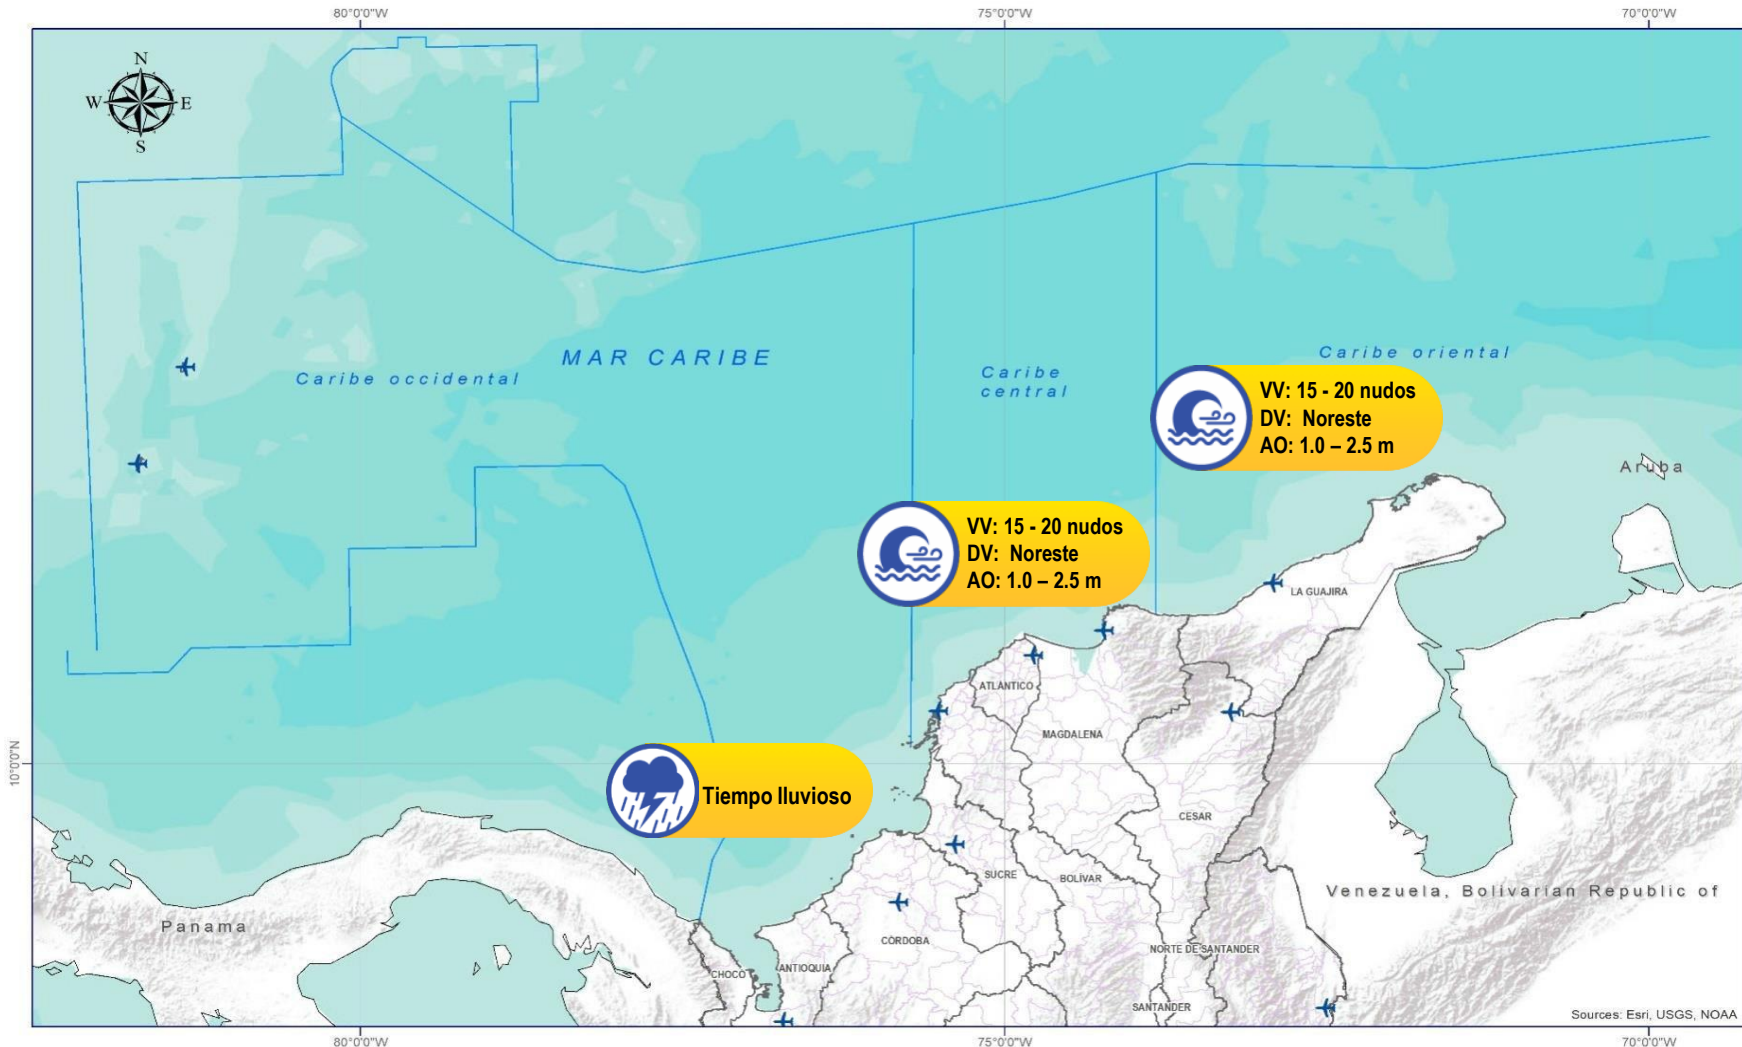 80°0'0"W
75°0'0"W
70°0'0"W
N
W
E
S
MAR CARIBE
Caribe occidental
Caribe
central
Caribe oriental
VV: 15 - 20 nudos
DV: Noreste
AO: 1.0 – 2.5 m
Aruba
VV: 15 - 20 nudos
DV: Noreste
AO: 1.0 – 2.5 m
LA GUAJIRA
ATLÁNTICO
MAGDALENA
10°0'0"N
Tiempo lluvioso
CESAR
SUCRE
BOLÍVAR
Venezuela, Bolivarian Republic of
Panama
CÓRDOBA
NORTE DE SANTANDER
CHOCO
ANTIOQUIA
SANTANDER
Sources: Esri, USGS, NOAA
80°0'0"W
75°0'0"W
70°0'0"W